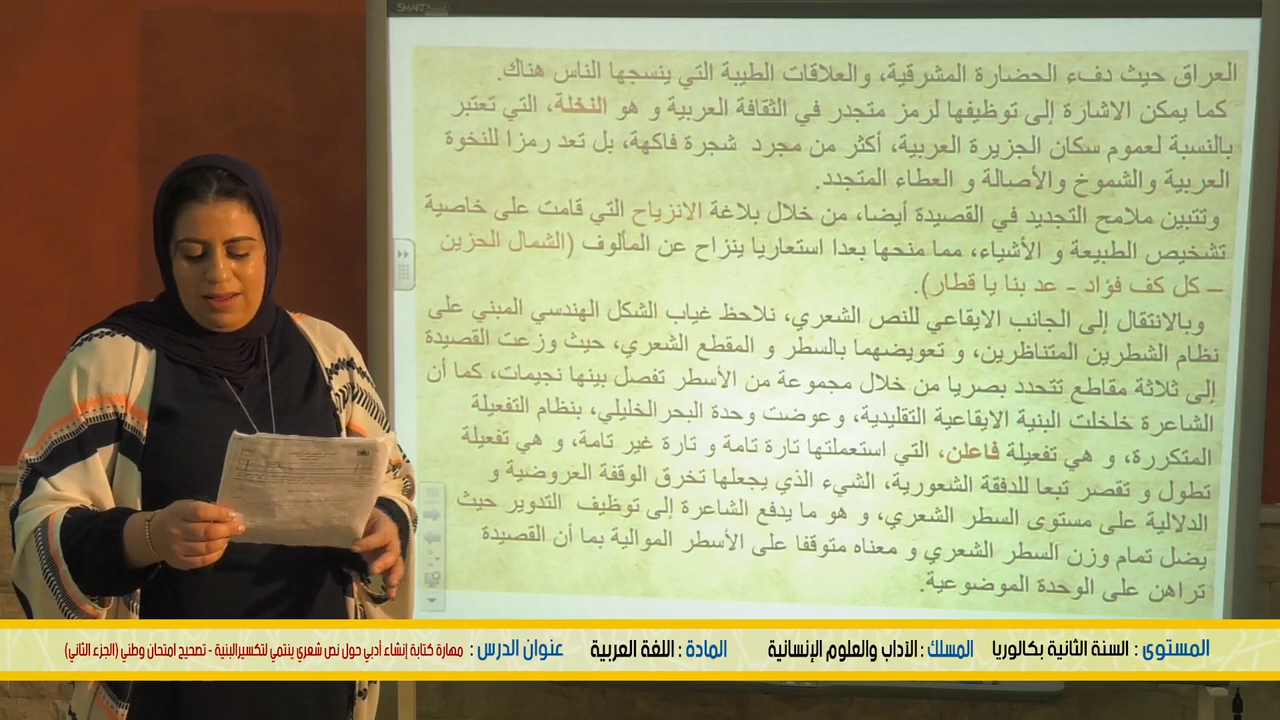 SMART Board
العراق حيث دفء الحضارة المشرقية، والعلاقات الطيبة التي ينسجها الناس هناك.
كما يمكن الاشارة إلى توظيفها لرمز متجدر في الثقافة العربية و هو النخلة، التي تعتبر
بالنسبة لعموم سكان الجزيرة العربية، أكثر من مجرد شجرة فاكهة، بل تعد رمزا للنخوة
العربية والشموخ والأصالة و العطاء المتجدد.
وتتبين ملامح التجديد في القصيدة أيضا، من خلال بلاغة الانزياح التي قامت على خاصية
تشخيص الطبيعة و الأشياء، مما منحها بعدا استعاريا ينزاح عن المألوف (الشمال الحزين
– كل كف فؤاد - عد بنا يا قطار).
وبالانتقال إلى الجانب الايقاعي للنص الشعري، نلاحظ غياب الشكل الهندسي المبني على
نظام الشطرين المتناظرين، و تعويضهما بالسطر و المقطع الشعري، حيث وزعت القصيدة
إلى ثلاثة مقاطع تتحدد بصريا من خلال مجموعة من الأسطر تفصل بينها نجيمات، كما أن
الشاعرة خلخلت البنية الايقاعية التقليدية، وعوضت وحدة البحر الخليلي، بنظام التفعيلة
المتكررة، و هي تفعيلة فاعلن، التي استعملتها تارة تامة و تارة غير تامة، و هي تفعيلة
تطول و تقصر تبعا للدفقة الشعورية، الشيء الذي يجعلها تخرق الوقفة العروضية و
الدلالية على مستوى السطر الشعري، و هو ما يدفع الشاعرة إلى توظيف التدوير حيث
يضل تمام وزن السطر الشعري و معناه متوقفا على الأسطر الموالية بما أن القصيدة
تراهن على الوحدة الموضوعية.
المستوى : السنة الثانية بكالوريا المسلك : الآداب والعلوم الإنسانية المادة : اللغة العربية عنوان الدرس : مهارة كتابة إنشاء أدبي حول نص شعري ينتمي لتكسيرالبنية - تصحيح امتحان وطني (الجزء الثاني)